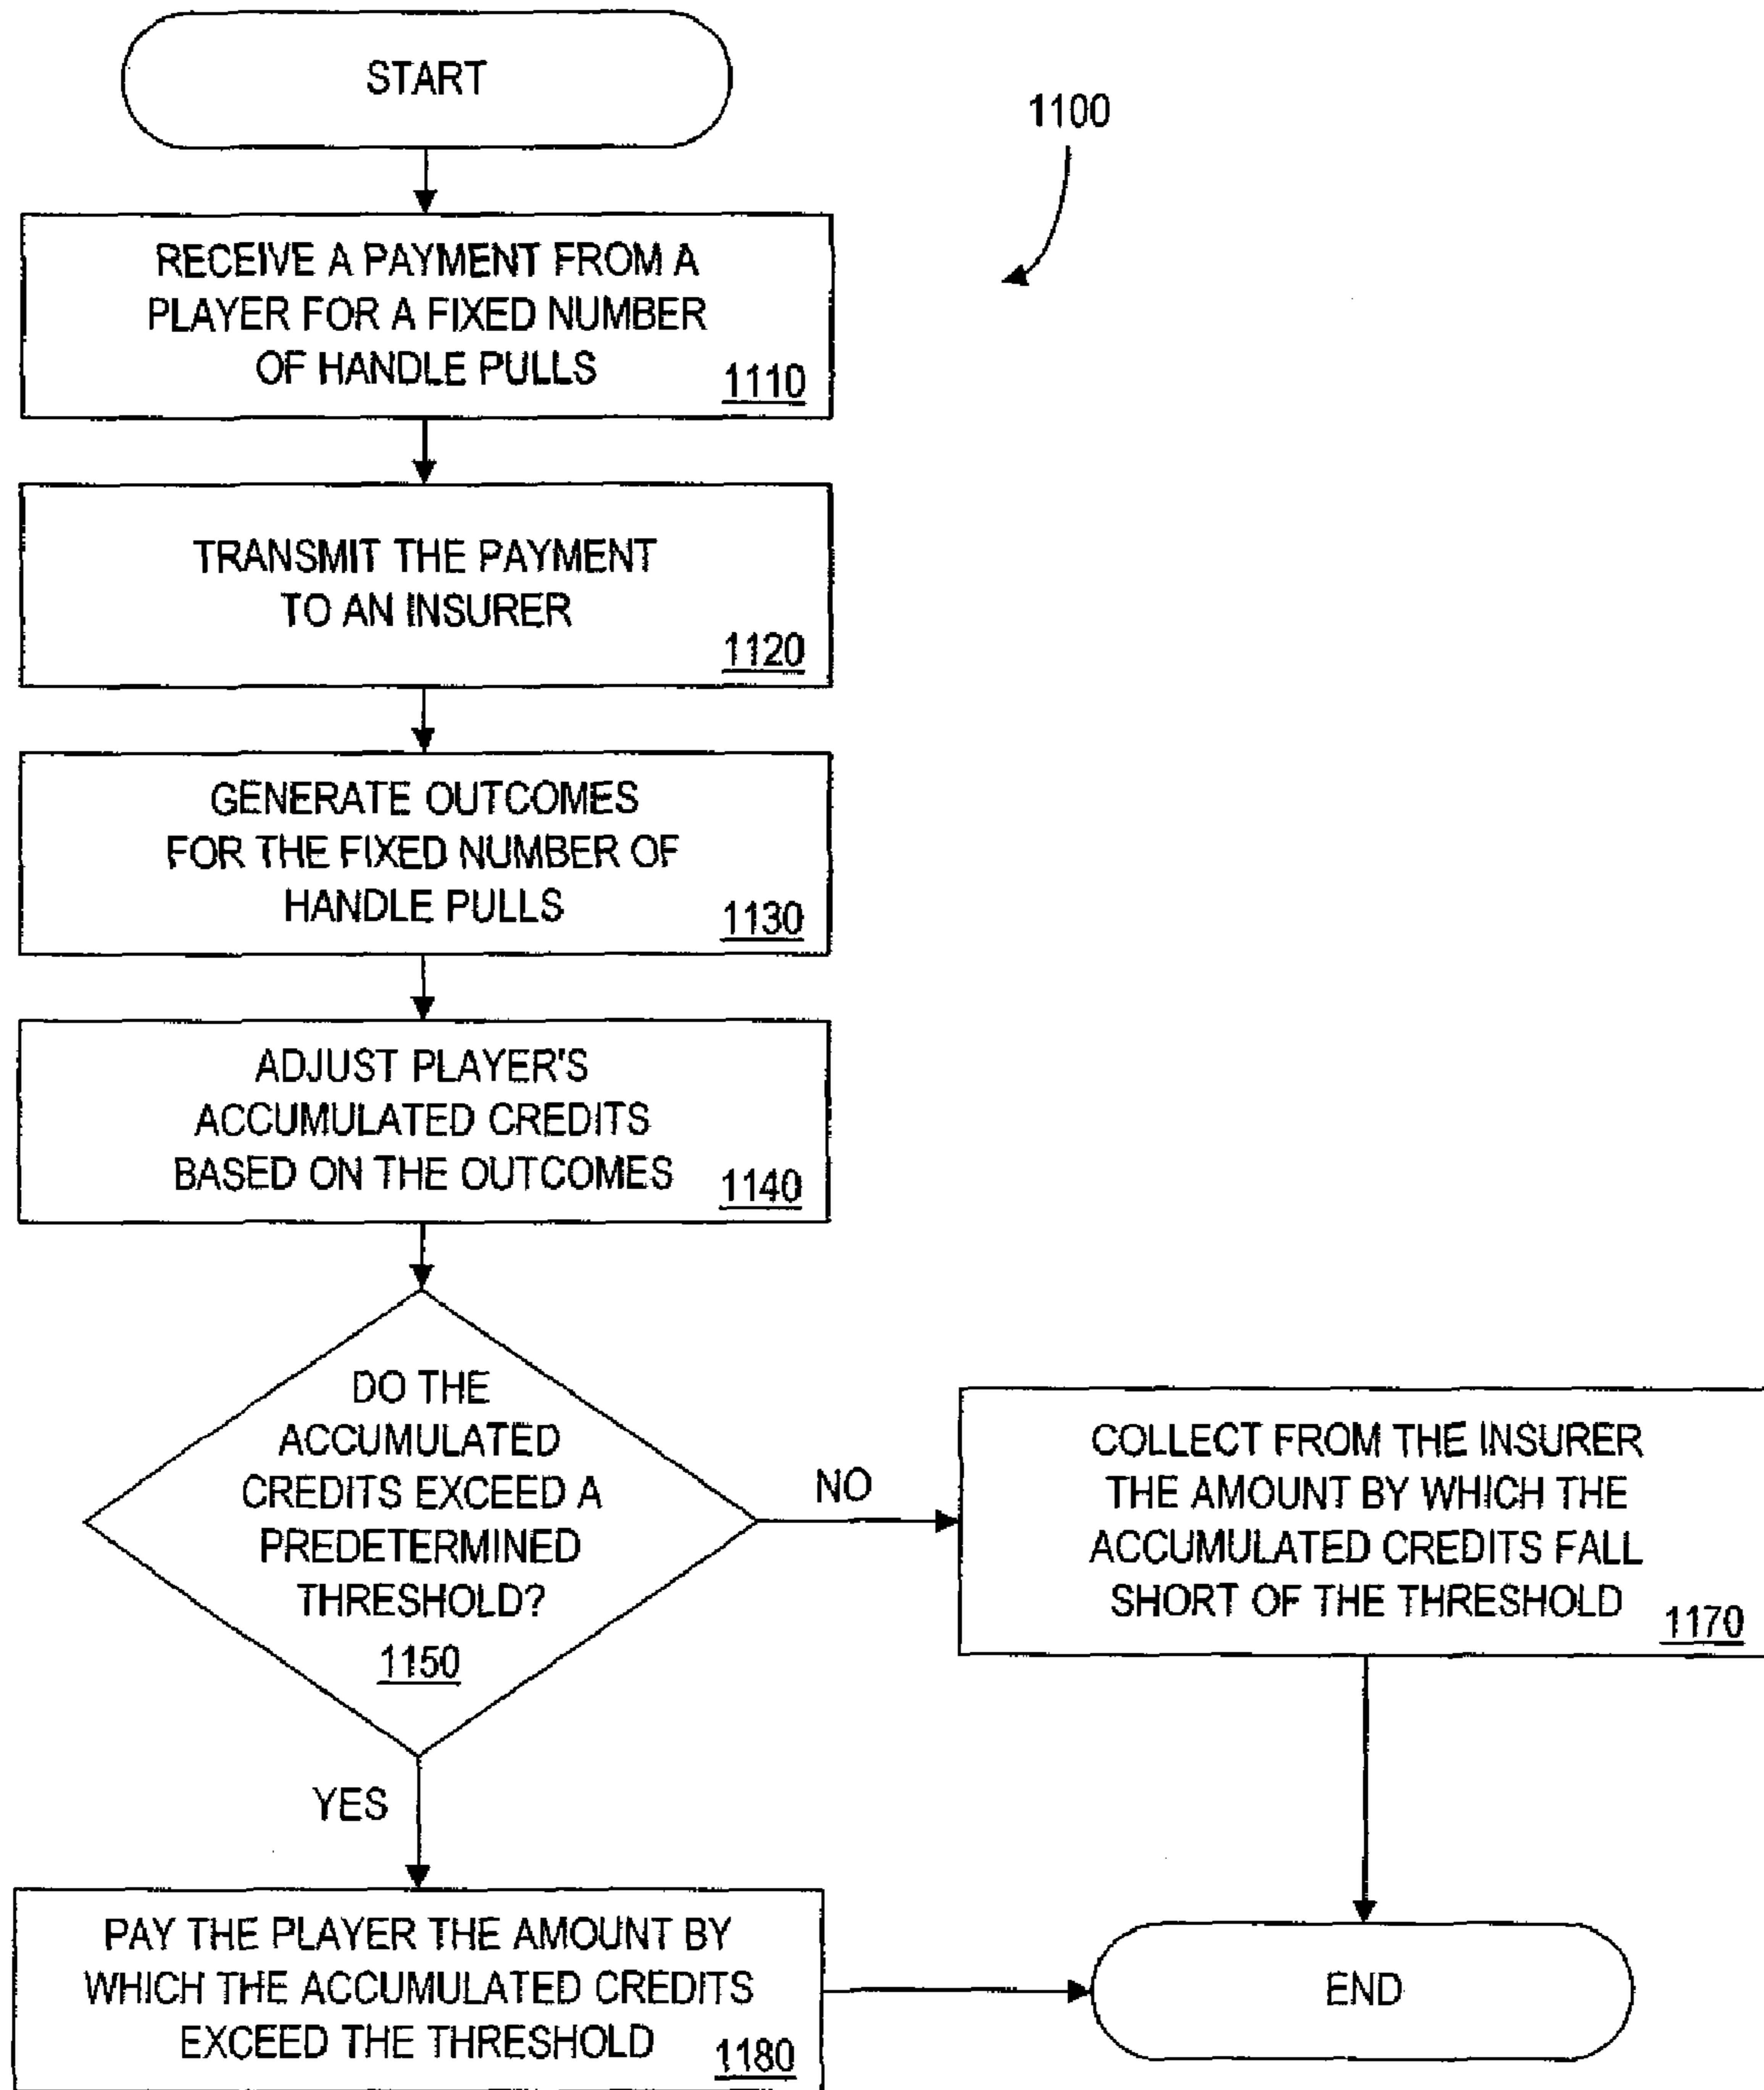 START
1100
RECEIVE A PAYMENT FROM A
PLAYER FOR A FIXED NUMBER
OF HANDLE PULLS
1110
TRANSMIT THE PAYMENT
TO AN INSURER
1120
GENERATE OUTCOMES
FOR THE FIXED NUMBER OF
HANDLE PULLS
1130
ADJUST PLAYER'S
ACCUMULATED CREDITS
BASED ON THE OUTCOMES
1140
DO THE
ACCUMULATED
CREDITS EXCEED A
PREDETERMINED
THRESHOLD?
1150
NO
COLLECT FROM THE INSURER
THE AMOUNT BY WHICH THE
ACCUMULATED CREDITS FALL
SHORT OF THE THRESHOLD
1170
YES
PAY THE PLAYER THE AMOUNT BY
WHICH THE ACCUMULATED CREDITS
EXCEED THE THRESHOLD
1180
END